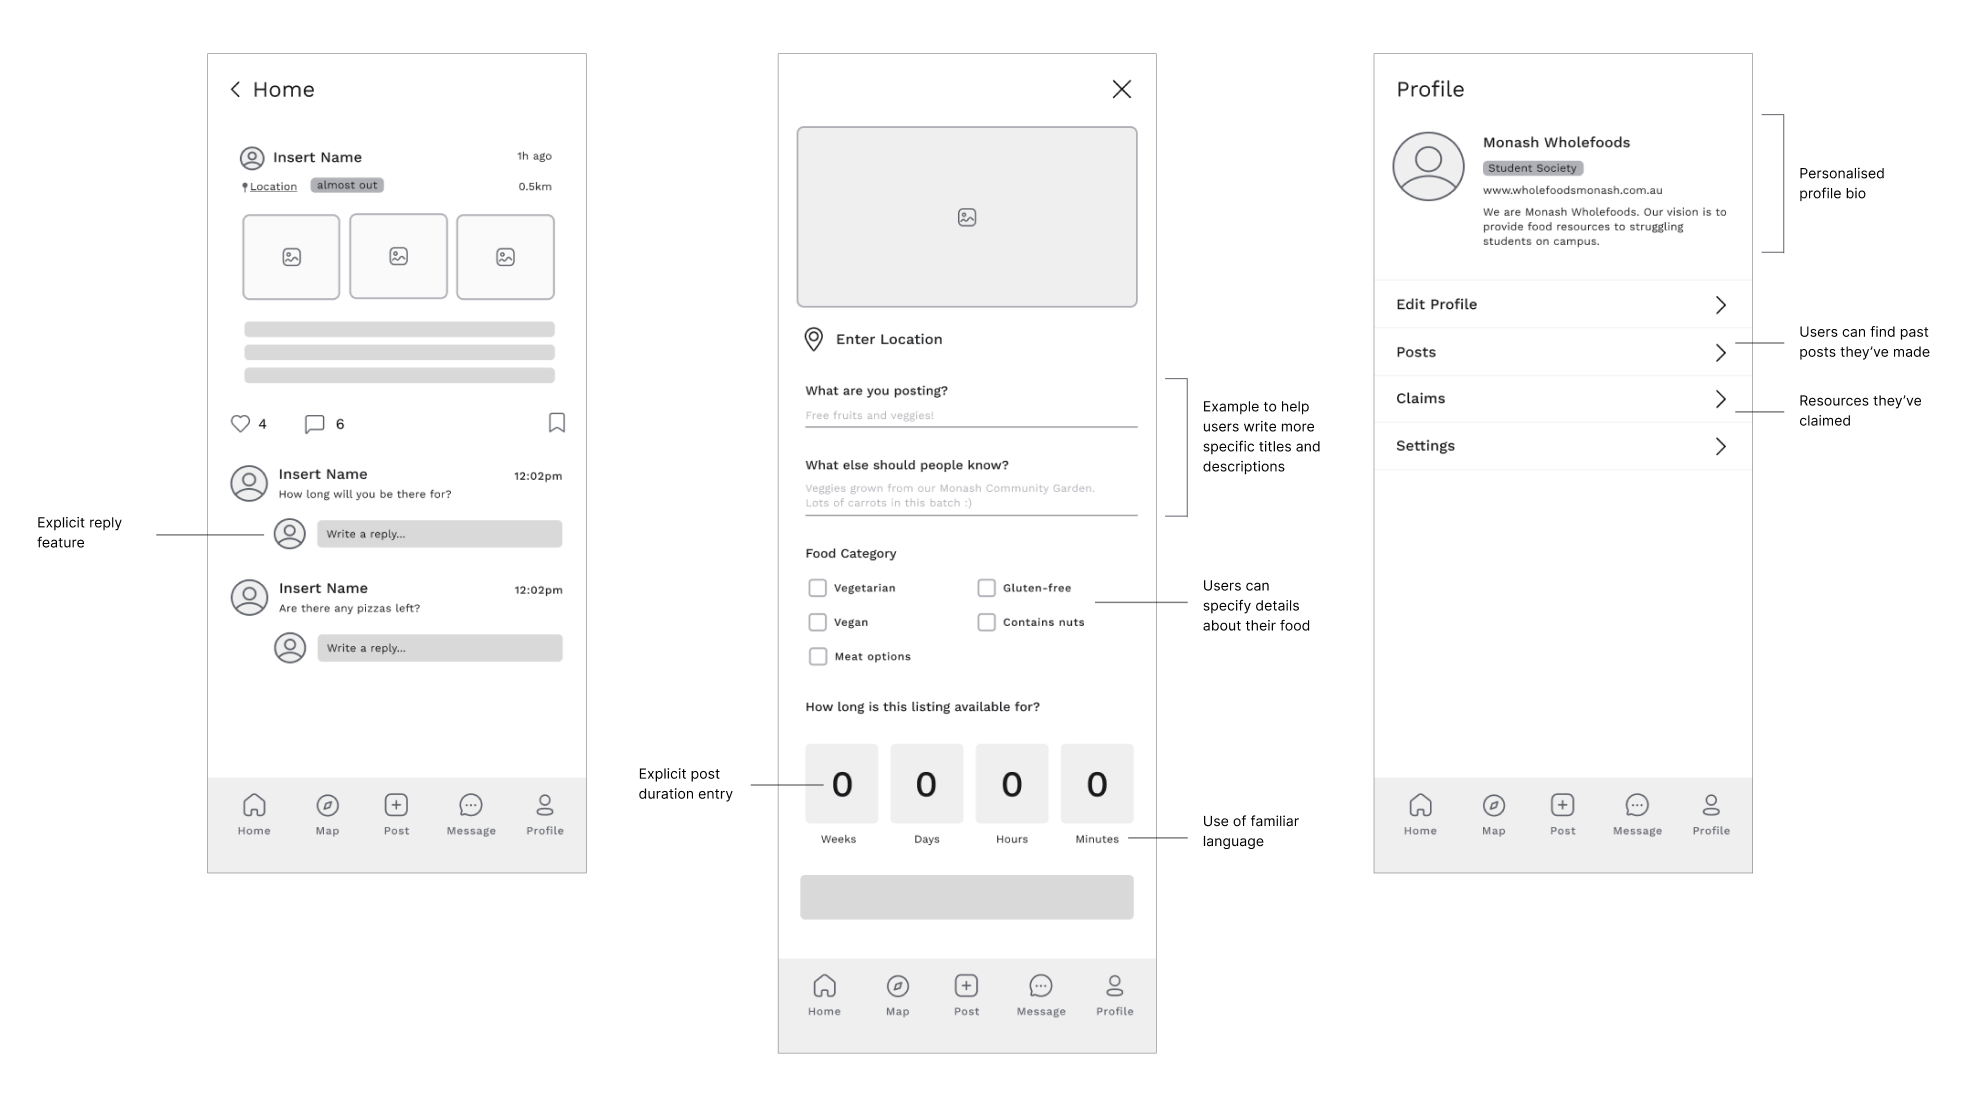 Home
Insert Name
1h ago
Location
almost out
0.5km
4
6
Insert Name
12:02pm
How long will you be there for?
Write a reply...
Insert Name
12:02pm
Are there any pizzas left?
Write a reply...
Home
Map
Post
Message
Profile
Explicit reply
feature
Enter Location
What are you posting?
Free fruits and veggies!
What else should people know?
Veggies grown from our Monash Community Garden.
Lots of carrots in this batch :)
Food Category
Vegetarian
Gluten-free
Vegan
Contains nuts
Meat options
How long is this listing available for?
0
0
0
0
Weeks
Days
Hours
Minutes
Home
Map
Post
Message
Profile
Explicit post
duration entry
Example to help
users write more
specific titles and
descriptions
Users can
specify details
about their food
Use of familiar
language
Profile
Monash Wholefoods
Student Society
www.wholefoodsmonash.com.au
We are Monash Wholefoods. Our vision is to
provide food resources to struggling
students on campus.
Edit Profile
Posts
Claims
Settings
Home
Map
Post
Message
Profile
Personalised
profile bio
Users can find past
posts they've made
Resources they've
claimed